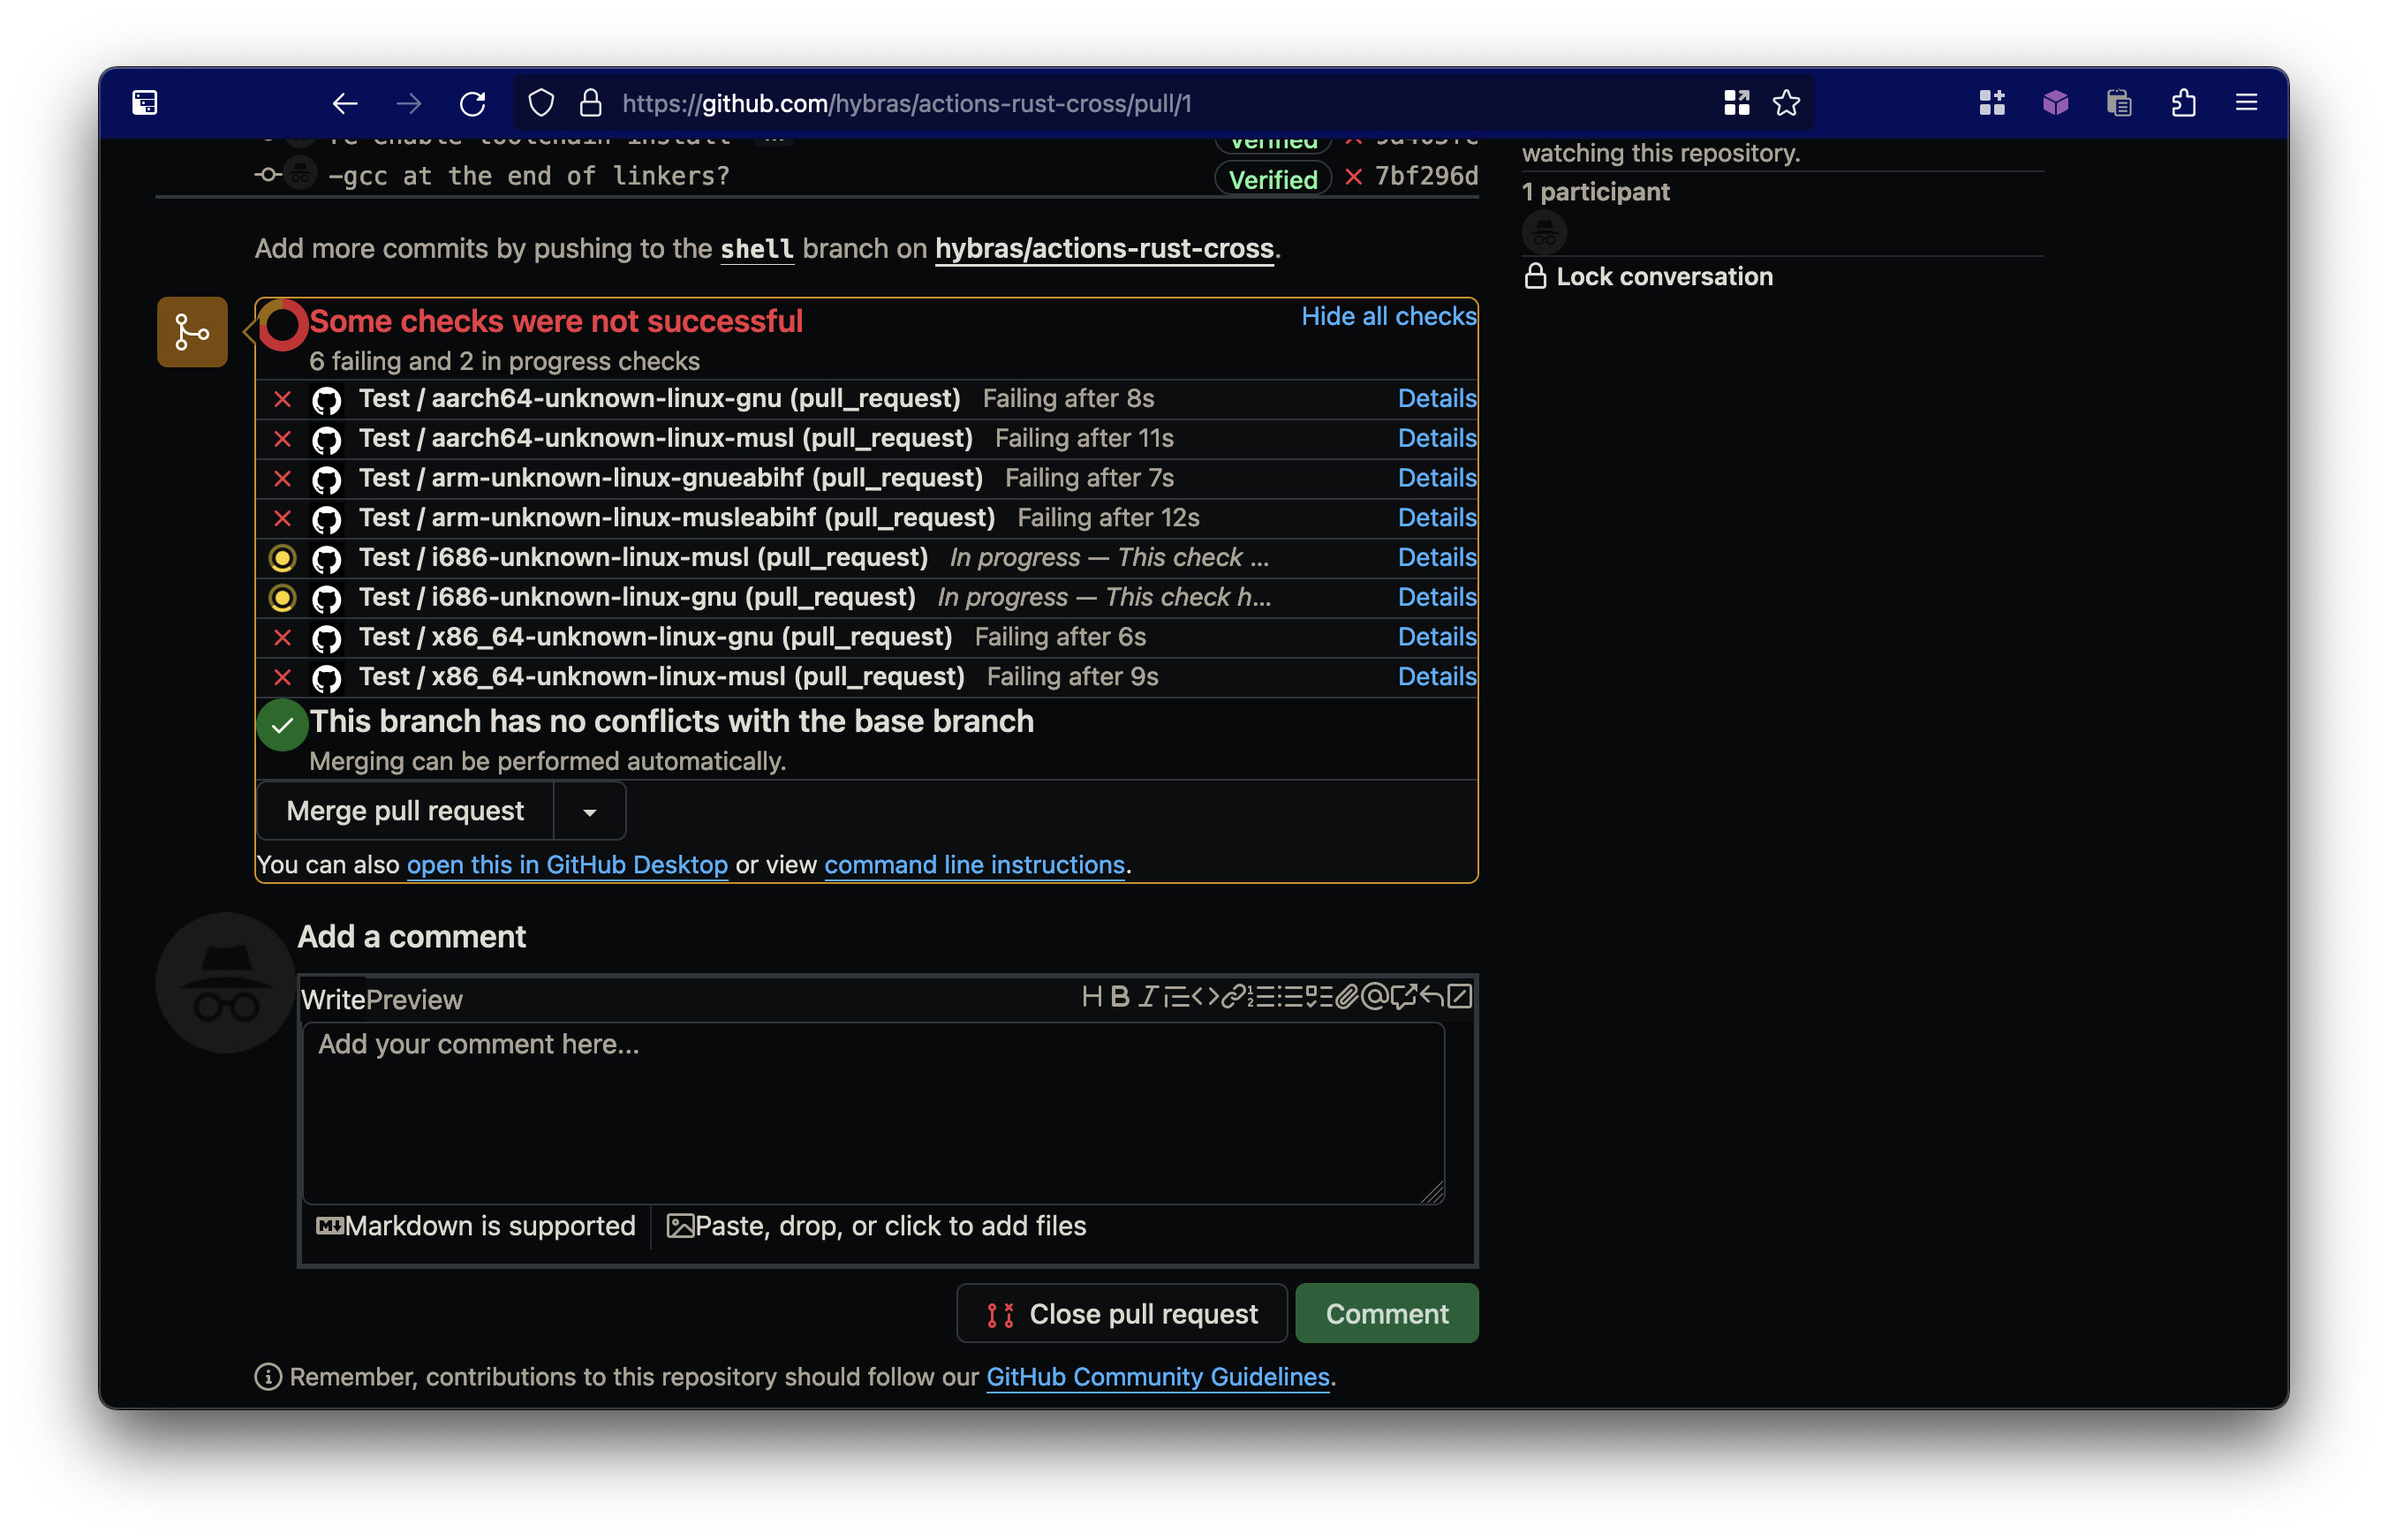 https://github.com/hybras/actions-rust-cross/pull/1
re enable toolchain install ... Verified
-gcc at the end of linkers? Verified 7bf296d
watching this repository.
1 participant
Lock conversation
Add more commits by pushing to the shell branch on hybras/actions-rust-cross.
Some checks were not successful Hide all checks
6 failing and 2 in progress checks
Test / aarch64-unknown-linux-gnu (pull_request) Failing after 8s Details
Test / aarch64-unknown-linux-musl (pull_request) Failing after 11s Details
Test / arm-unknown-linux-gnueabihf (pull_request) Failing after 7s Details
Test / arm-unknown-linux-musleabihf (pull_request) Failing after 12s Details
Test / i686-unknown-linux-musl (pull_request) In progress — This check ... Details
Test / i686-unknown-linux-gnu (pull_request) In progress — This check h... Details
Test / x86_64-unknown-linux-gnu (pull_request) Failing after 6s Details
Test / x86_64-unknown-linux-musl (pull_request) Failing after 9s Details
This branch has no conflicts with the base branch
Merging can be performed automatically.
Merge pull request
You can also open this in GitHub Desktop or view command line instructions.
Add a comment
Write Preview
Add your comment here...
Markdown is supported Paste, drop, or click to add files
Close pull request Comment
Remember, contributions to this repository should follow our GitHub Community Guidelines.